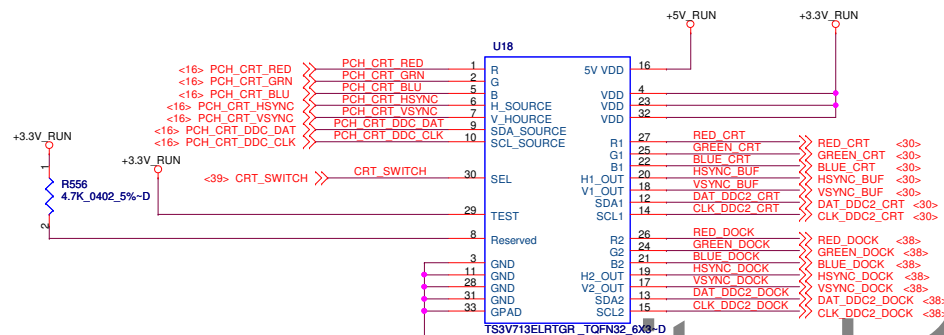 +5V_RUN +3.3V_RUN
U18
<16> PCH_CRT_RED PCH_CRT_RED 1 R 5V VDD 16
<16> PCH_CRT_GRN PCH_CRT_GRN 2 G
<16> PCH_CRT_BLU PCH_CRT_BLU 5 B VDD 4
<16> PCH_CRT_HSYNC PCH_CRT_HSYNC 6 H_SOURCE VDD 23
<16> PCH_CRT_VSYNC PCH_CRT_VSYNC 7 V_HOURCE VDD 32
<16> PCH_CRT_DDC_DAT PCH_CRT_DDC_DAT 9 SDA_SOURCE
<16> PCH_CRT_DDC_CLK PCH_CRT_DDC_CLK 10 SCL_SOURCE
+3.3V_RUN
+3.3V_RUN
1
R556
4.7K_0402_5%~D
2
<39> CRT_SWITCH CRT_SWITCH 30 SEL
29 TEST
8 Reserved
3 GND
11 GND
28 GND
31 GND
33 GPAD
R1 27 RED_CRT RED_CRT <30>
G1 25 GREEN_CRT GREEN_CRT <30>
B1 22 BLUE_CRT BLUE_CRT <30>
H1_OUT 20 HSYNC_BUF HSYNC_BUF <30>
V1_OUT 18 VSYNC_BUF VSYNC_BUF <30>
SDA1 12 DAT_DDC2_CRT DAT_DDC2_CRT <30>
SCL1 14 CLK_DDC2_CRT CLK_DDC2_CRT <30>
R2 26 RED_DOCK RED_DOCK <38>
G2 24 GREEN_DOCK GREEN_DOCK <38>
B2 21 BLUE_DOCK BLUE_DOCK <38>
H2_OUT 19 HSYNC_DOCK HSYNC_DOCK <38>
V2_OUT 17 VSYNC_DOCK VSYNC_DOCK <38>
SDA2 13 DAT_DDC2_DOCK DAT_DDC2_DOCK <38>
SCL2 15 CLK_DDC2_DOCK CLK_DDC2_DOCK <38>
TS3V713ELRTGR_TQFN32_6X3~D